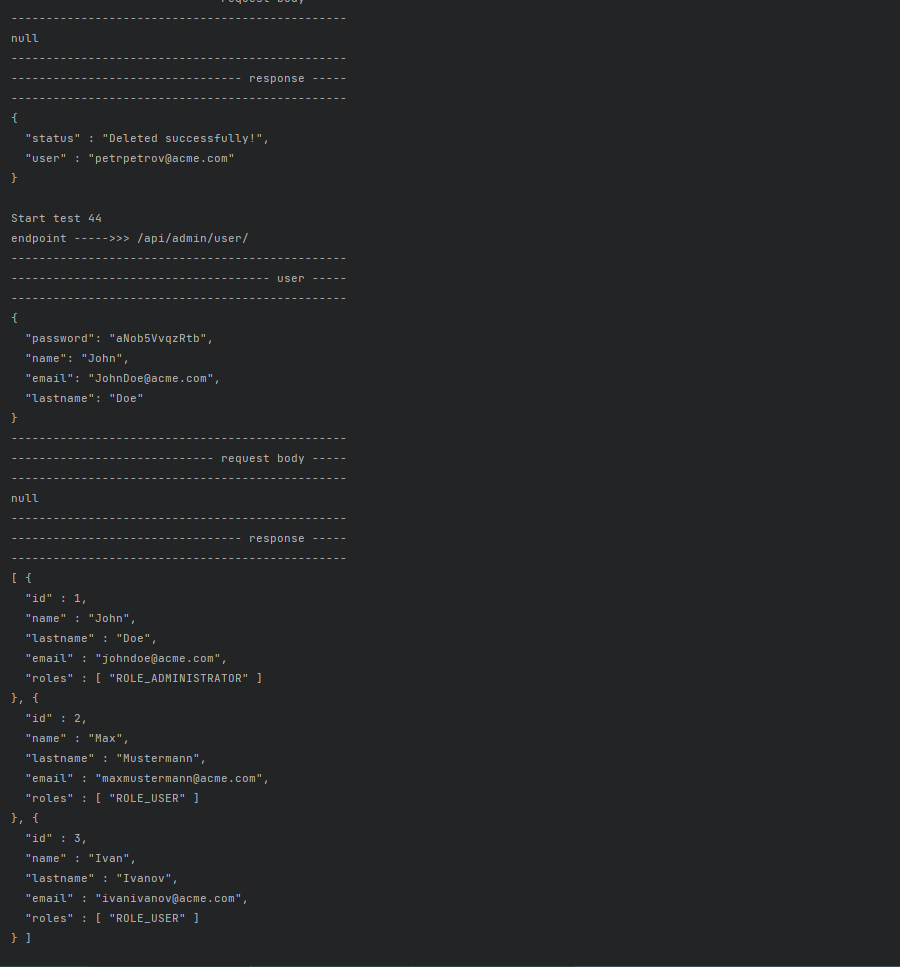 request body -----
------------------------------------------------
null
------------------------------------------------
--------------------------------- response -----
------------------------------------------------
{
  "status" : "Deleted successfully!",
  "user" : "petrpetrov@acme.com"
}
Start test 44
endpoint ----->>> /api/admin/user/
------------------------------------------------
------------------------------------- user -----
------------------------------------------------
{
  "password": "aNob5VvqzRtb",
  "name": "John",
  "email": "JohnDoe@acme.com",
  "lastname": "Doe"
}
------------------------------------------------
----------------------------- request body -----
------------------------------------------------
null
------------------------------------------------
--------------------------------- response -----
------------------------------------------------
[ {
  "id" : 1,
  "name" : "John",
  "lastname" : "Doe",
  "email" : "johndoe@acme.com",
  "roles" : [ "ROLE_ADMINISTRATOR" ]
}, {
  "id" : 2,
  "name" : "Max",
  "lastname" : "Mustermann",
  "email" : "maxmustermann@acme.com",
  "roles" : [ "ROLE_USER" ]
}, {
  "id" : 3,
  "name" : "Ivan",
  "lastname" : "Ivanov",
  "email" : "ivanivanov@acme.com",
  "roles" : [ "ROLE_USER" ]
} ]